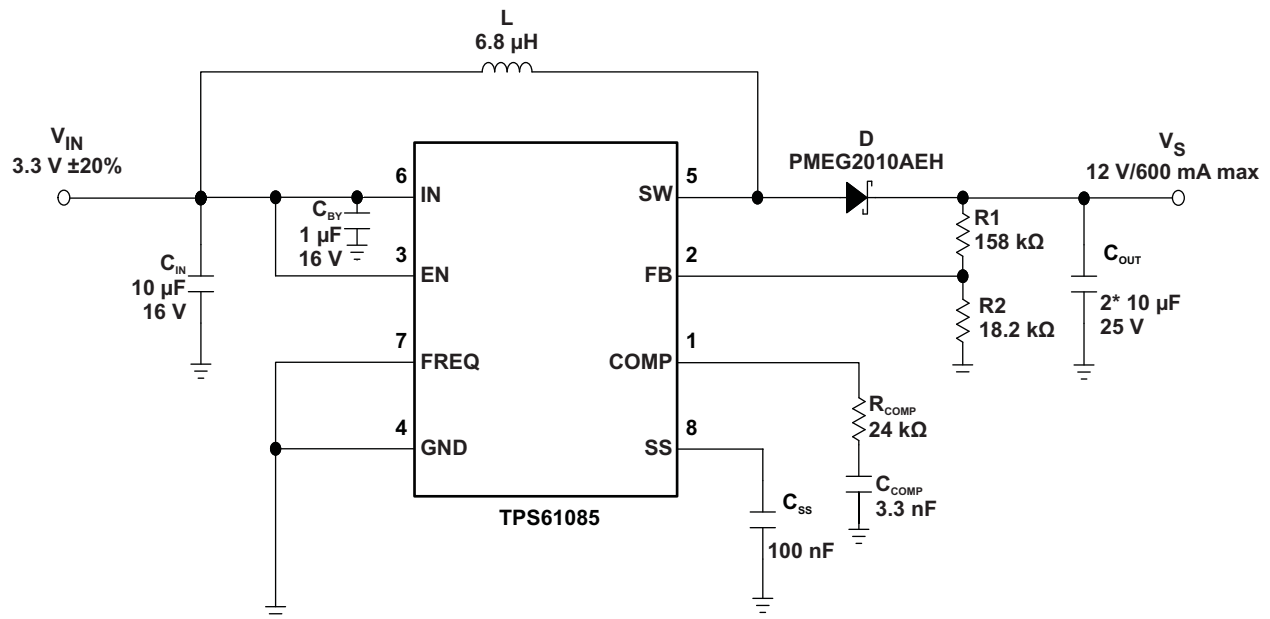 L
6.8 µH
V_IN
3.3 V ±20%
D
PMEG2010AEH
V_S
12 V/600 mA max
6
IN
SW
5
C_BY
1 µF
16 V
R1
158 kΩ
C_IN
10 µF
16 V
3
EN
FB
2
C_OUT
2* 10 µF
25 V
R2
18.2 kΩ
7
FREQ
COMP
1
R_COMP
24 kΩ
4
GND
SS
8
C_COMP
3.3 nF
C_SS
100 nF
TPS61085